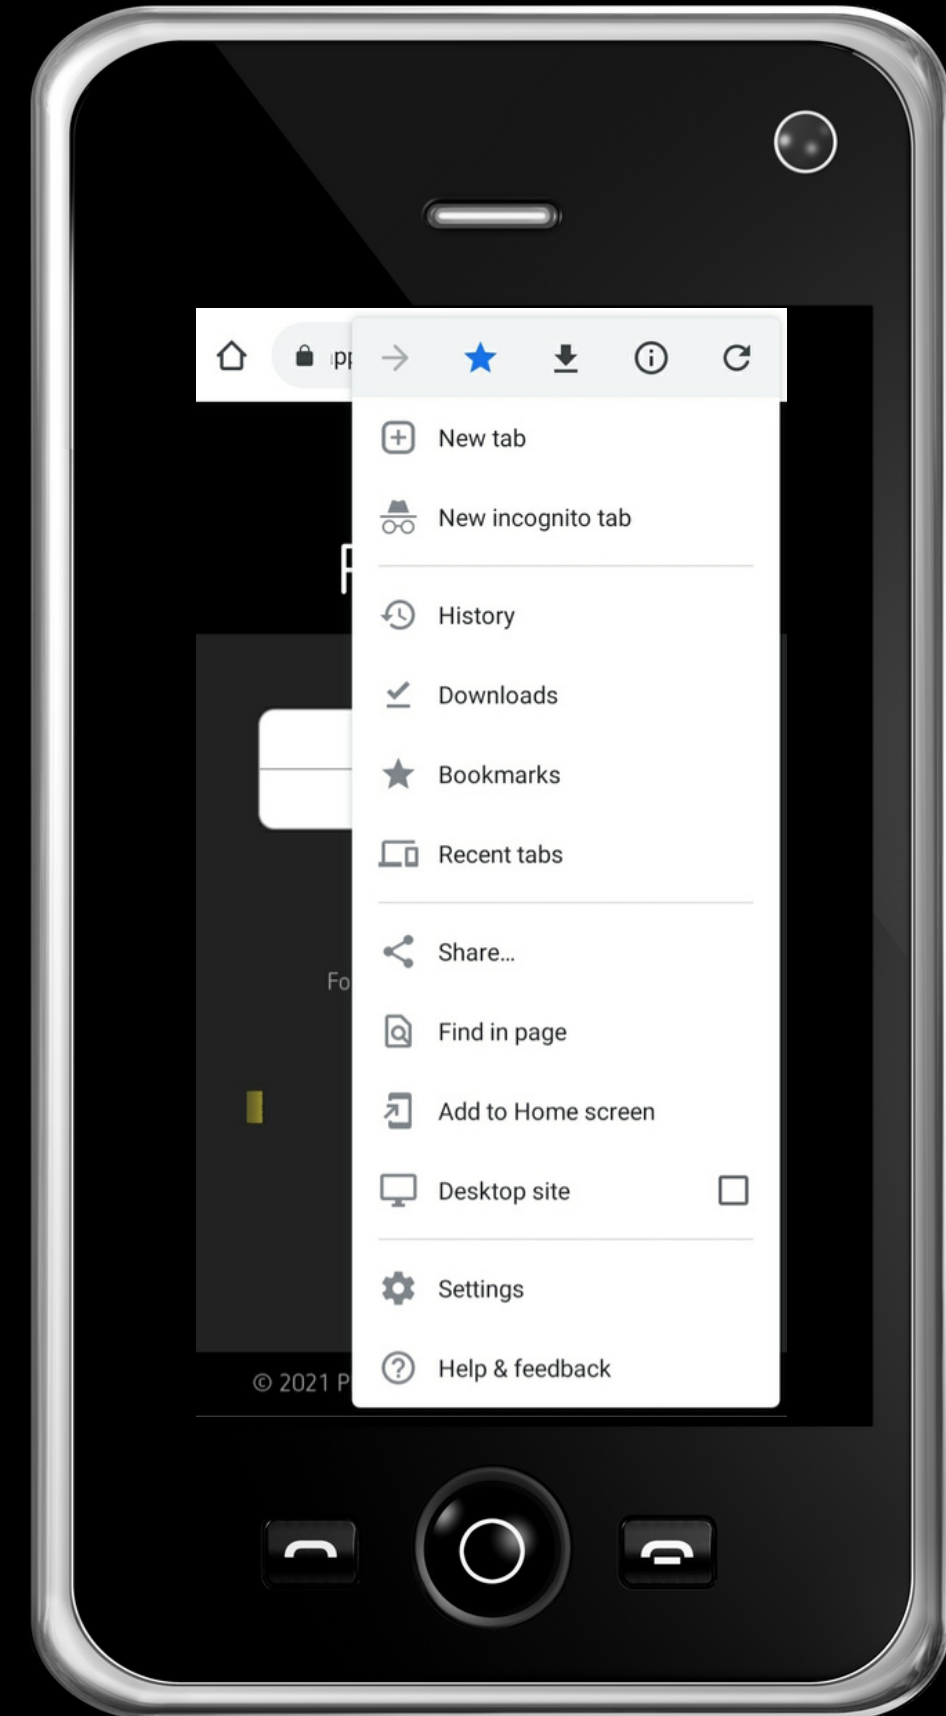 New tab
New incognito tab
History
Downloads
Bookmarks
Recent tabs
Share...
Fo
Find in page
Add to Home screen
Desktop site
Settings
Help & feedback
© 2021 P